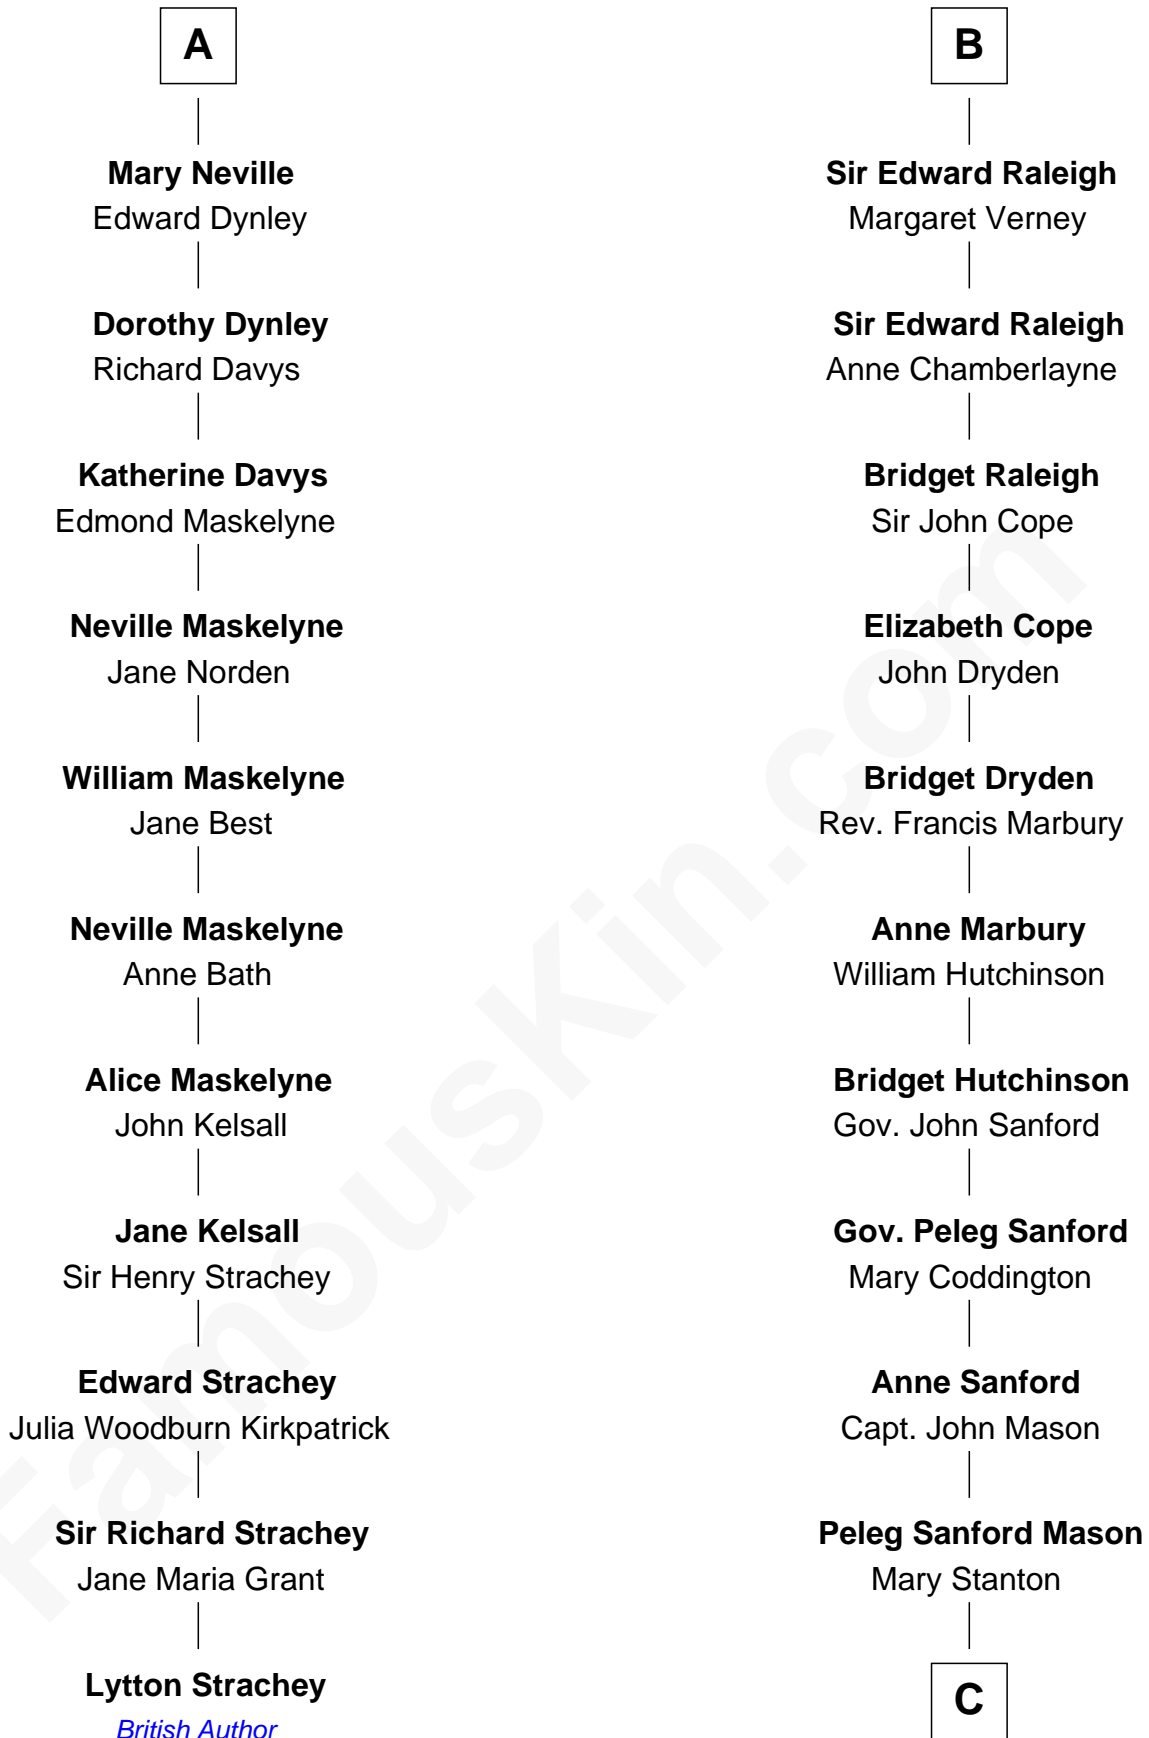 A
Mary Neville
Edward Dynley
Dorothy Dynley
Richard Davys
Katherine Davys
Edmond Maskelyne
Neville Maskelyne
Jane Norden
William Maskelyne
Jane Best
Neville Maskelyne
Anne Bath
Alice Maskelyne
John Kelsall
Jane Kelsall
Sir Henry Strachey
Edward Strachey
Julia Woodburn Kirkpatrick
Sir Richard Strachey
Jane Maria Grant
Lytton Strachey
British Author
B
Sir Edward Raleigh
Margaret Verney
Sir Edward Raleigh
Anne Chamberlayne
Bridget Raleigh
Sir John Cope
Elizabeth Cope
John Dryden
Bridget Dryden
Rev. Francis Marbury
Anne Marbury
William Hutchinson
Bridget Hutchinson
Gov. John Sanford
Gov. Peleg Sanford
Mary Coddington
Anne Sanford
Capt. John Mason
Peleg Sanford Mason
Mary Stanton
C
FamousKin.com